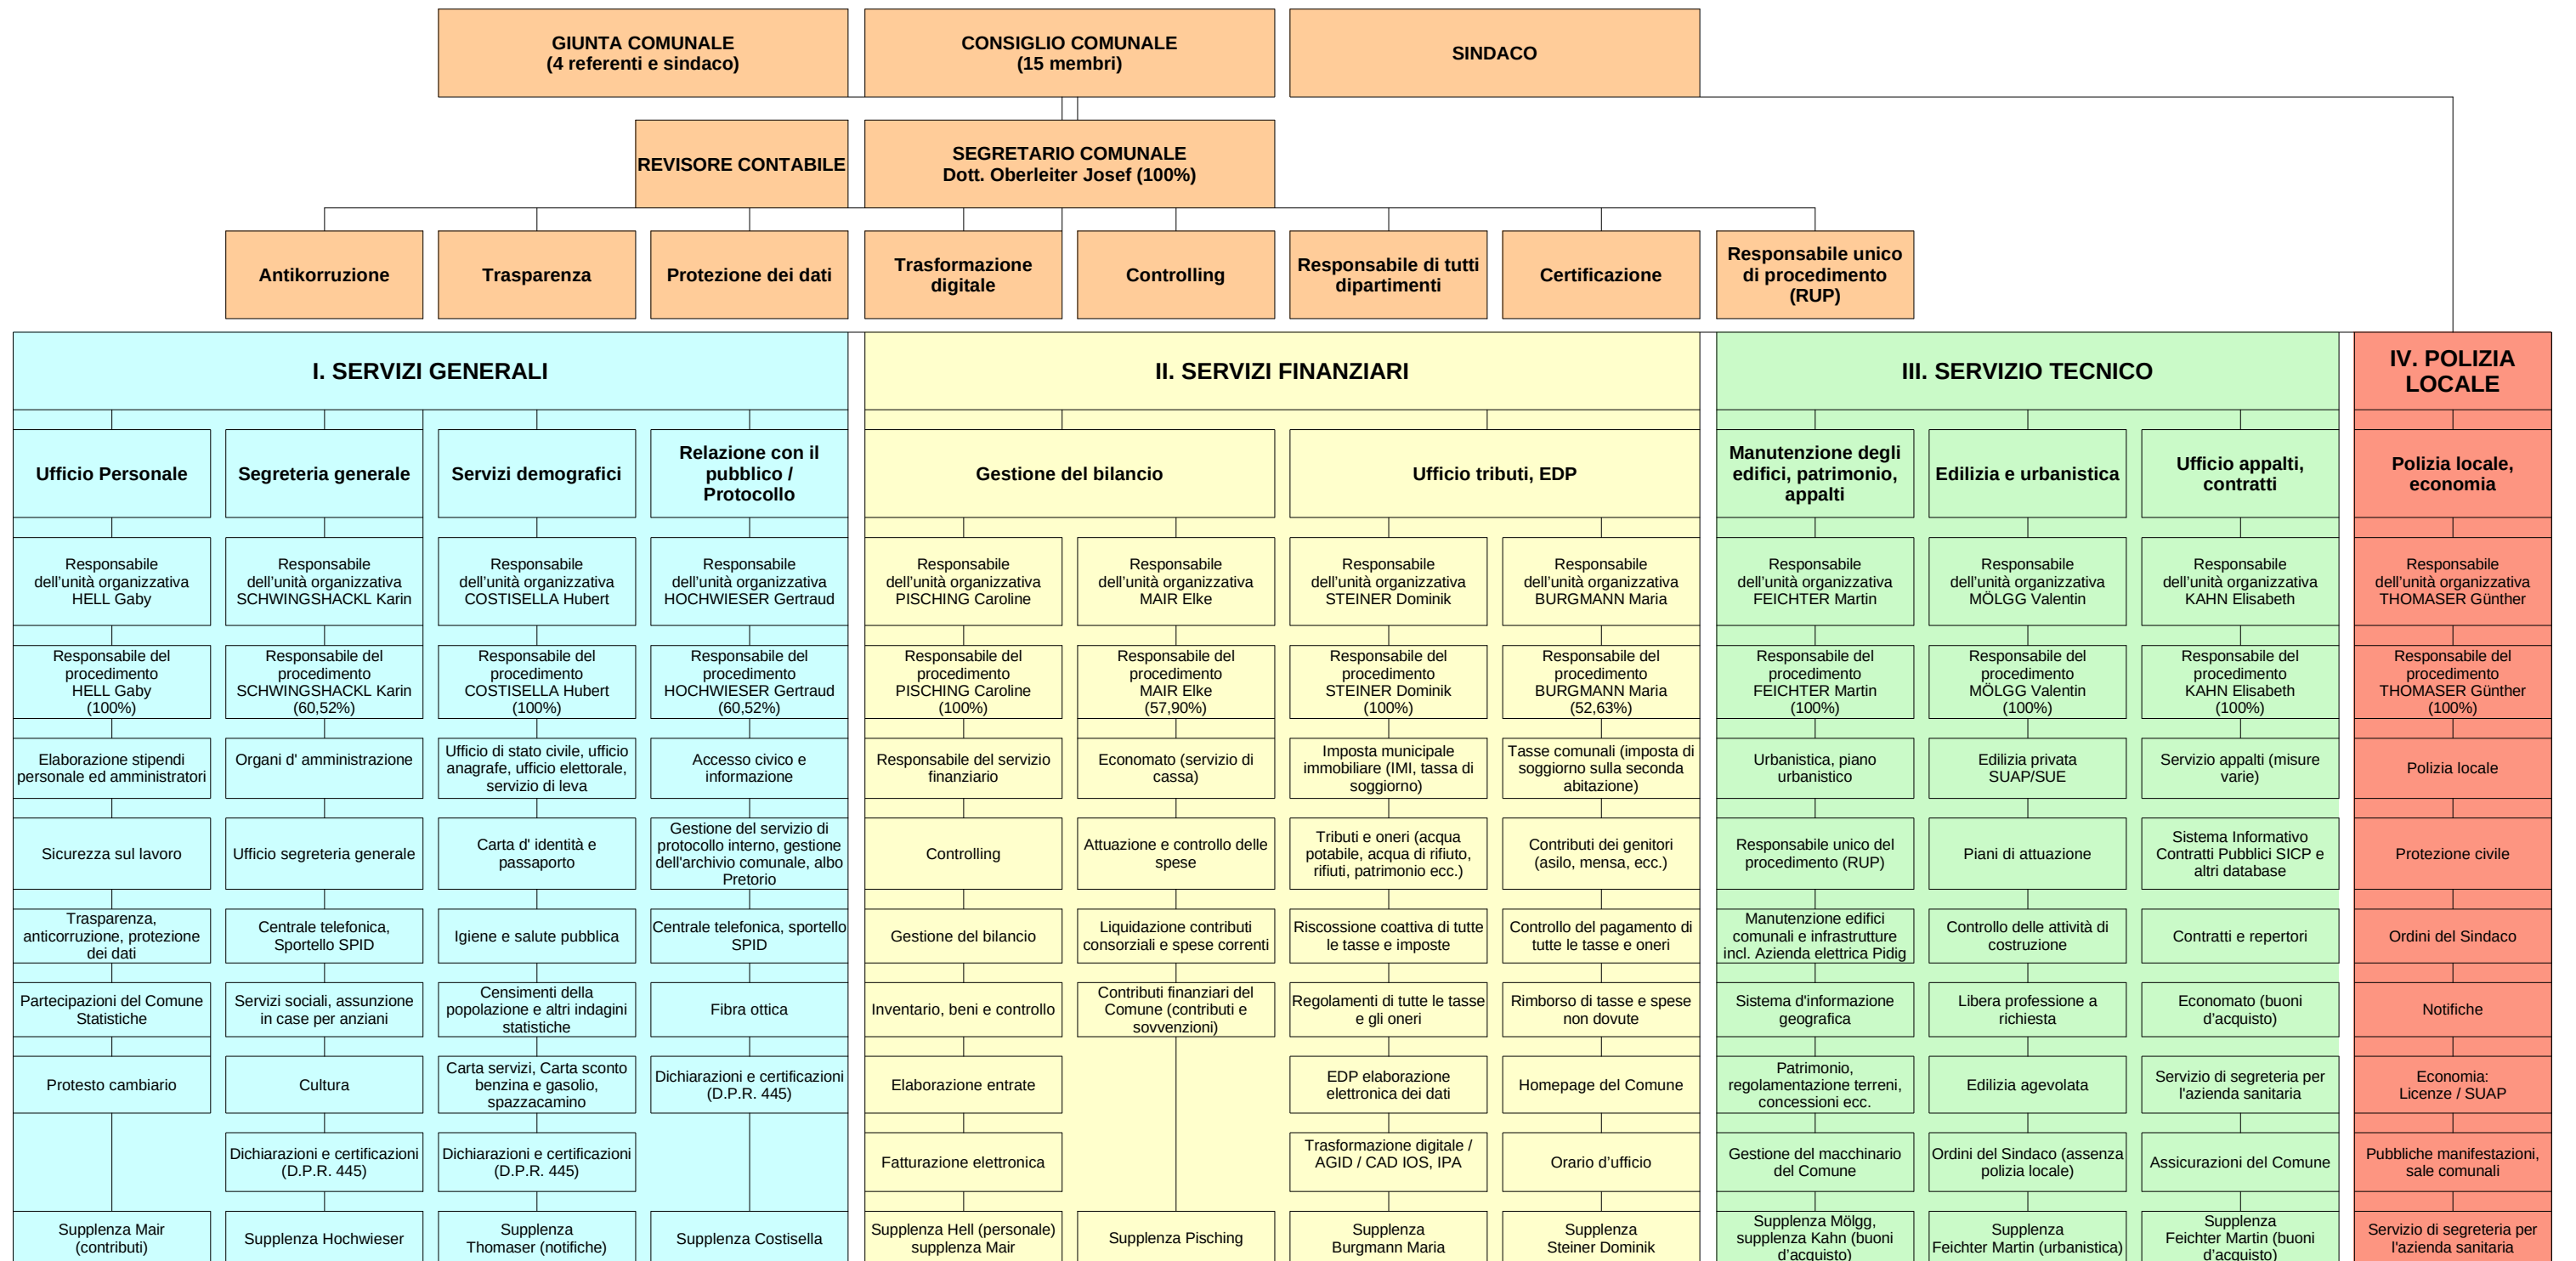 GIUNTA COMUNALE
(4 referenti e sindaco)
CONSIGLIO COMUNALE
(15 membri)
SINDACO
REVISORE CONTABILE
SEGRETARIO COMUNALE
Dott. Oberleiter Josef (100%)
Antikorruzione
Trasparenza
Protezione dei dati
Trasformazione
digitale
Controlling
Responsabile di tutti
dipartimenti
Certificazione
Responsabile unico
di procedimento
(RUP)
I. SERVIZI GENERALI
II. SERVIZI FINANZIARI
III. SERVIZIO TECNICO
IV. POLIZIA
LOCALE
Ufficio Personale
Segreteria generale
Servizi demografici
Relazione con il
pubblico /
Protocollo
Gestione del bilancio
Ufficio tributi, EDP
Manutenzione degli
edifici, patrimonio,
appalti
Edilizia e urbanistica
Ufficio appalti,
contratti
Polizia locale,
economia
Responsabile
dell'unità organizzativa
HELL Gaby
Responsabile
dell'unità organizzativa
SCHWINGSHACKL Karin
Responsabile
dell'unità organizzativa
COSTISELLA Hubert
Responsabile
dell'unità organizzativa
HOCHWIESER Gertraud
Responsabile
dell'unità organizzativa
PISCHING Caroline
Responsabile
dell'unità organizzativa
MAIR Elke
Responsabile
dell'unità organizzativa
STEINER Dominik
Responsabile
dell'unità organizzativa
BURGMANN Maria
Responsabile
dell'unità organizzativa
FEICHTER Martin
Responsabile
dell'unità organizzativa
MÖLGG Valentin
Responsabile
dell'unità organizzativa
KAHN Elisabeth
Responsabile
dell'unità organizzativa
THOMASER Günther
Responsabile del
procedimento
HELL Gaby
(100%)
Responsabile del
procedimento
SCHWINGSHACKL Karin
(60,52%)
Responsabile del
procedimento
COSTISELLA Hubert
(100%)
Responsabile del
procedimento
HOCHWIESER Gertraud
(60,52%)
Responsabile del
procedimento
PISCHING Caroline
(100%)
Responsabile del
procedimento
MAIR Elke
(57,90%)
Responsabile del
procedimento
STEINER Dominik
(100%)
Responsabile del
procedimento
BURGMANN Maria
(52,63%)
Responsabile del
procedimento
FEICHTER Martin
(100%)
Responsabile del
procedimento
MÖLGG Valentin
(100%)
Responsabile del
procedimento
KAHN Elisabeth
(100%)
Responsabile del
procedimento
THOMASER Günther
(100%)
Elaborazione stipendi
personale ed amministratori
Organi d' amministrazione
Ufficio di stato civile, ufficio
anagrafe, ufficio elettorale,
servizio di leva
Accesso civico e
informazione
Responsabile del servizio
finanziario
Economato (servizio di
cassa)
Imposta municipale
immobiliare (IMI, tassa di
soggiorno)
Tasse comunali (imposta di
soggiorno sulla seconda
abitazione)
Urbanistica, piano
urbanistico
Edilizia privata
SUAP/SUE
Servizio appalti (misure
varie)
Polizia locale
Sicurezza sul lavoro
Ufficio segreteria generale
Carta d' identità e
passaporto
Gestione del servizio di
protocollo interno, gestione
dell'archivio comunale, albo
Pretorio
Controlling
Attuazione e controllo delle
spese
Tributi e oneri (acqua
potabile, acqua di rifiuto,
rifiuti, patrimonio ecc.)
Contributi dei genitori
(asilo, mensa, ecc.)
Responsabile unico del
procedimento (RUP)
Piani di attuazione
Sistema Informativo
Contratti Pubblici SICP e
altri database
Protezione civile
Trasparenza,
anticorruzione, protezione
dei dati
Centrale telefonica,
Sportello SPID
Igiene e salute pubblica
Centrale telefonica, sportello
SPID
Gestione del bilancio
Liquidazione contributi
consorziali e spese correnti
Riscossione coattiva di tutte
le tasse e imposte
Controllo del pagamento di
tutte le tasse e oneri
Manutenzione edifici
comunali e infrastrutture
incl. Azienda elettrica Pidig
Controllo delle attività di
costruzione
Contratti e repertori
Ordini del Sindaco
Partecipazioni del Comune
Statistiche
Servizi sociali, assunzione
in case per anziani
Censimenti della
popolazione e altri indagini
statistiche
Fibra ottica
Inventario, beni e controllo
Contributi finanziari del
Comune (contributi e
sovvenzioni)
Regolamenti di tutte le tasse
e gli oneri
Rimborso di tasse e spese
non dovute
Sistema d'informazione
geografica
Libera professione a
richiesta
Economato (buoni
d'acquisto)
Notifiche
Protesto cambiario
Cultura
Carta servizi, Carta sconto
benzina e gasolio,
spazzacamino
Dichiarazioni e certificazioni
(D.P.R. 445)
Elaborazione entrate
EDP elaborazione
elettronica dei dati
Homepage del Comune
Patrimonio,
regolamentazione terreni,
concessioni ecc.
Edilizia agevolata
Servizio di segreteria per
l'azienda sanitaria
Economia:
Licenze / SUAP
Dichiarazioni e certificazioni
(D.P.R. 445)
Dichiarazioni e certificazioni
(D.P.R. 445)
Fatturazione elettronica
Trasformazione digitale /
AGID / CAD IOS, IPA
Orario d'ufficio
Gestione del macchinario
del Comune
Ordini del Sindaco (assenza
polizia locale)
Assicurazioni del Comune
Pubbliche manifestazioni,
sale comunali
Supplenza Mair
(contributi)
Supplenza Hochwieser
Supplenza
Thomaser (notifiche)
Supplenza Costisella
Supplenza Hell (personale)
supplenza Mair
Supplenza Pisching
Supplenza
Burgmann Maria
Supplenza
Steiner Dominik
Supplenza Mölgg,
supplenza Kahn (buoni
d'acquisto)
Supplenza
Feichter Martin (urbanistica)
Supplenza
Feichter Martin (buoni
d'acquisto)
Servizio di segreteria per
l'azienda sanitaria